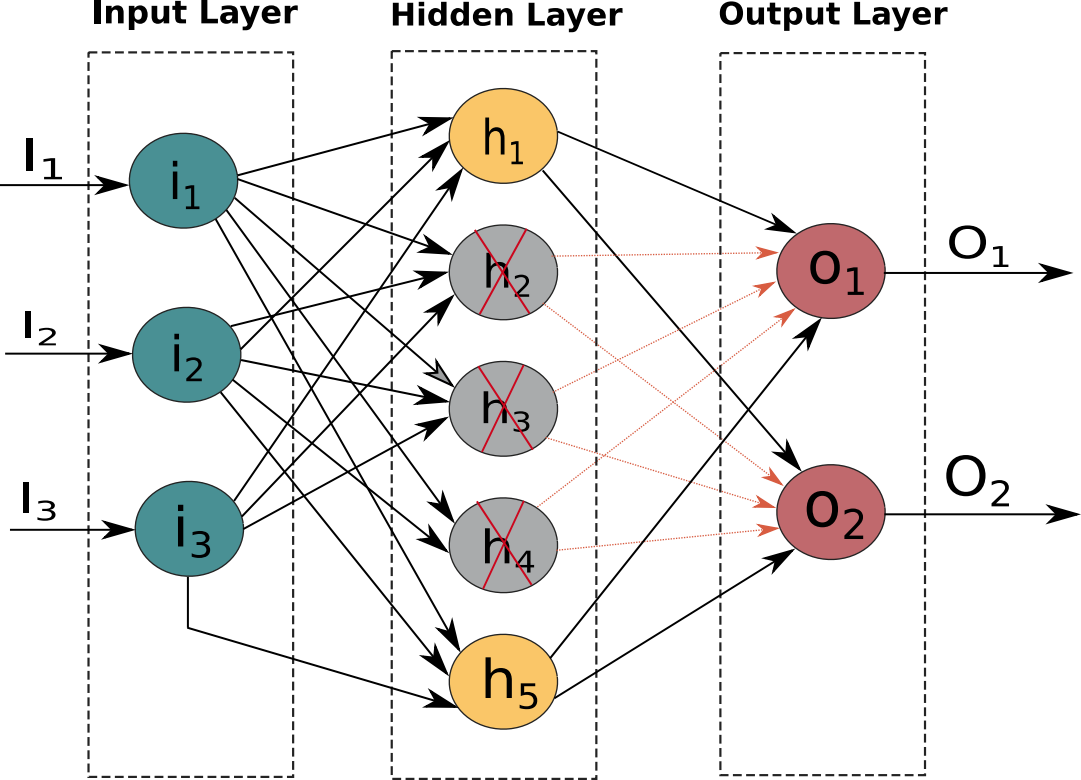 Input Layer
Hidden Layer
Output Layer
I₁
I₂
I₃
i₁
i₂
i₃
h₁
h₂
h₃
h₄
h₅
o₁
o₂
O₁
O₂